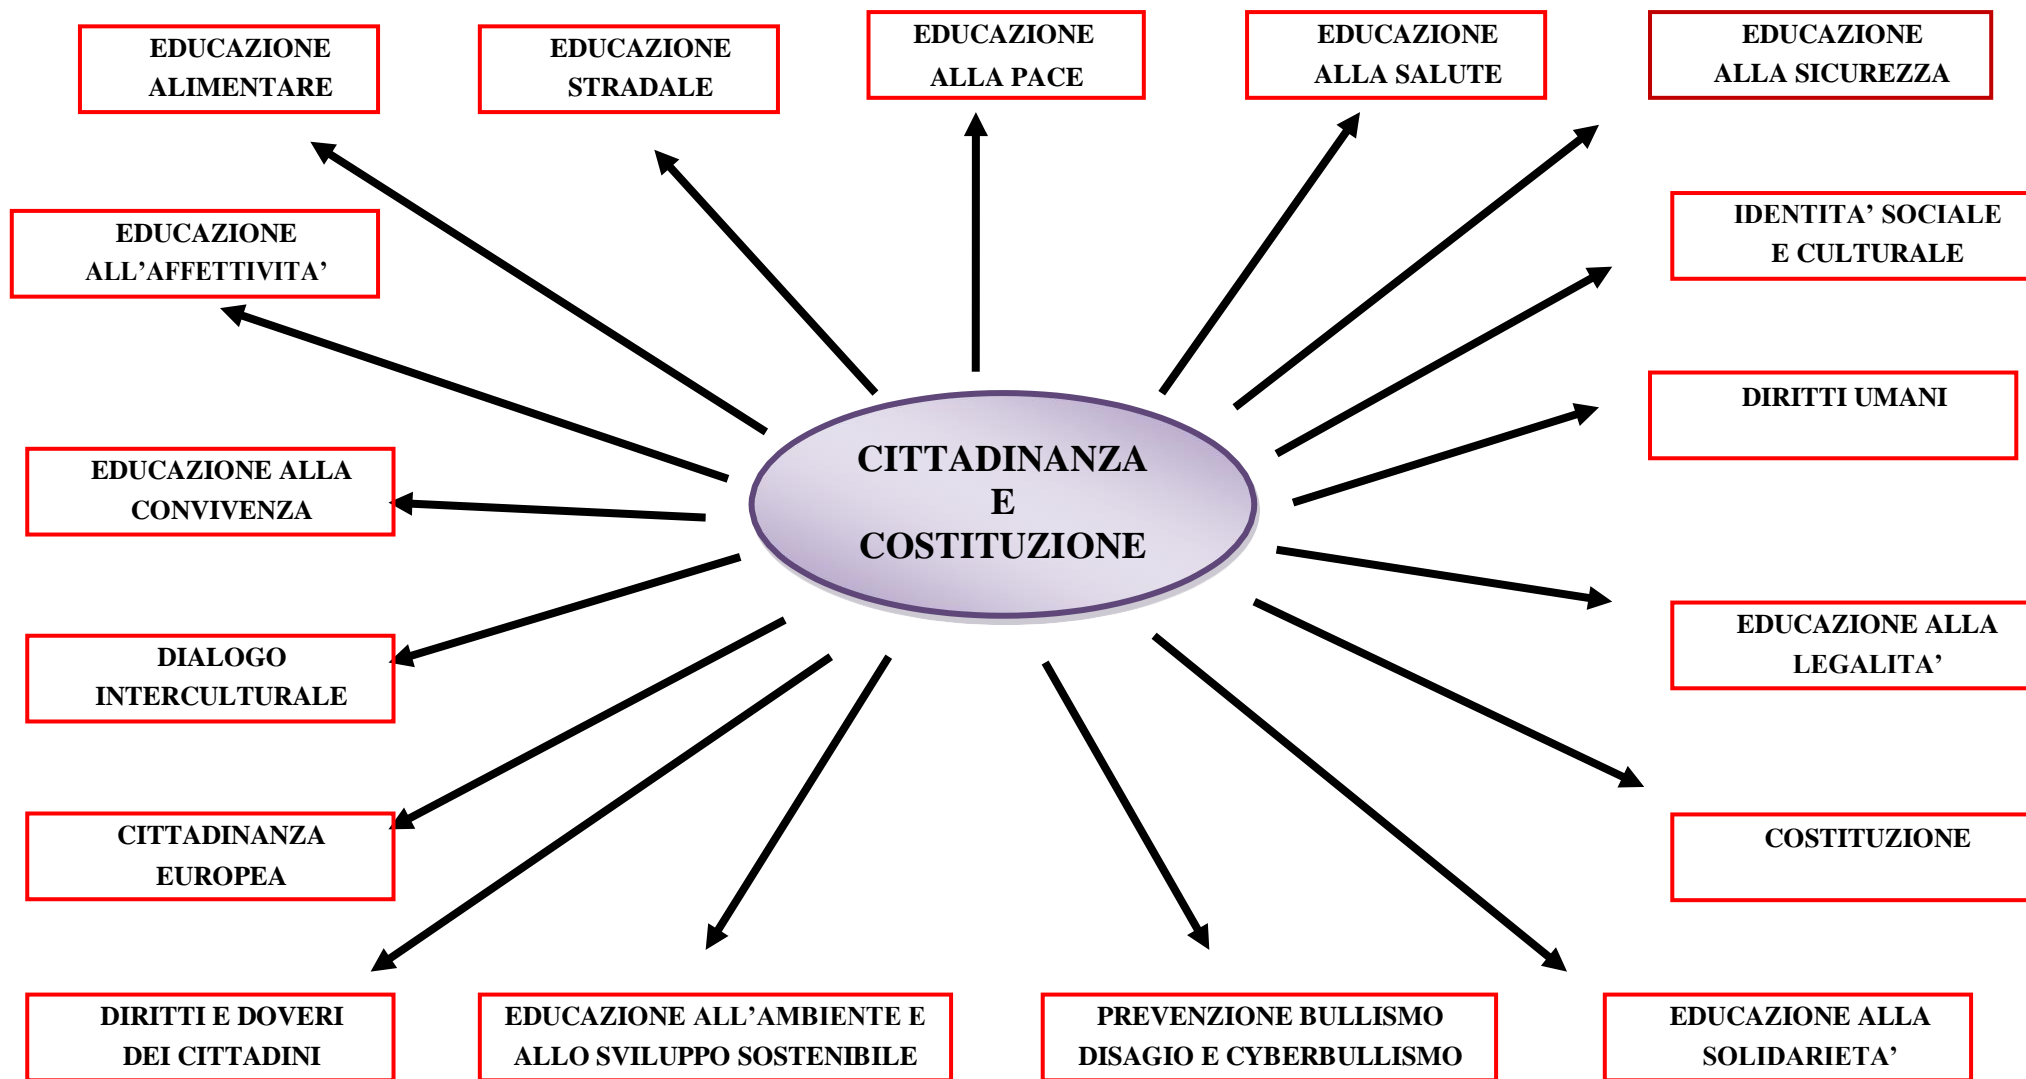 EDUCAZIONE
ALIMENTARE
EDUCAZIONE
STRADALE
EDUCAZIONE
ALLA PACE
EDUCAZIONE
ALLA SALUTE
EDUCAZIONE
ALLA SICUREZZA
EDUCAZIONE
ALL’AFFETTIVITA’
IDENTITA’ SOCIALE
E CULTURALE
DIRITTI UMANI
CITTADINANZA
E
COSTITUZIONE
EDUCAZIONE ALLA
CONVIVENZA
DIALOGO
INTERCULTURALE
EDUCAZIONE ALLA
LEGALITA’
CITTADINANZA
EUROPEA
COSTITUZIONE
DIRITTI E DOVERI
DEI CITTADINI
EDUCAZIONE ALL’AMBIENTE E
ALLO SVILUPPO SOSTENIBILE
PREVENZIONE BULLISMO
DISAGIO E CYBERBULLISMO
EDUCAZIONE ALLA
SOLIDARIETA’